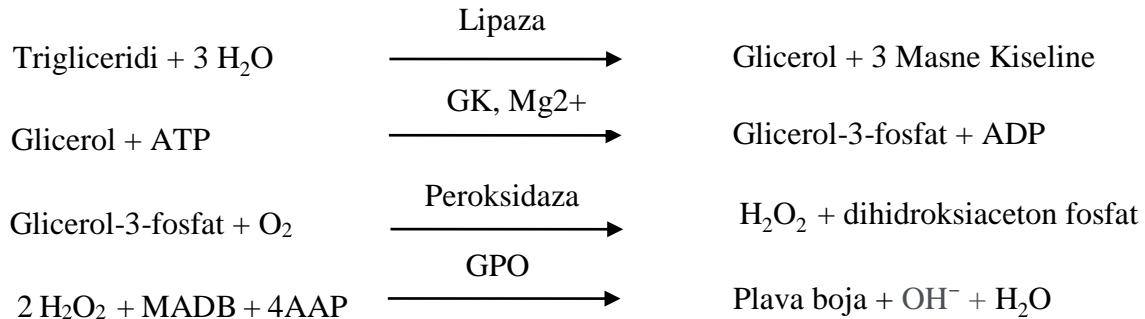 Lipaza
Trigliceridi + 3 H₂O Glicerol + 3 Masne Kiseline
GK, Mg2+
Glicerol + ATP Glicerol-3-fosfat + ADP
Peroksidaza
Glicerol-3-fosfat + O₂ H₂O₂ + dihidroksiaceton fosfat
GPO
2 H₂O₂ + MADB + 4AAP Plava boja + OH⁻ + H₂O